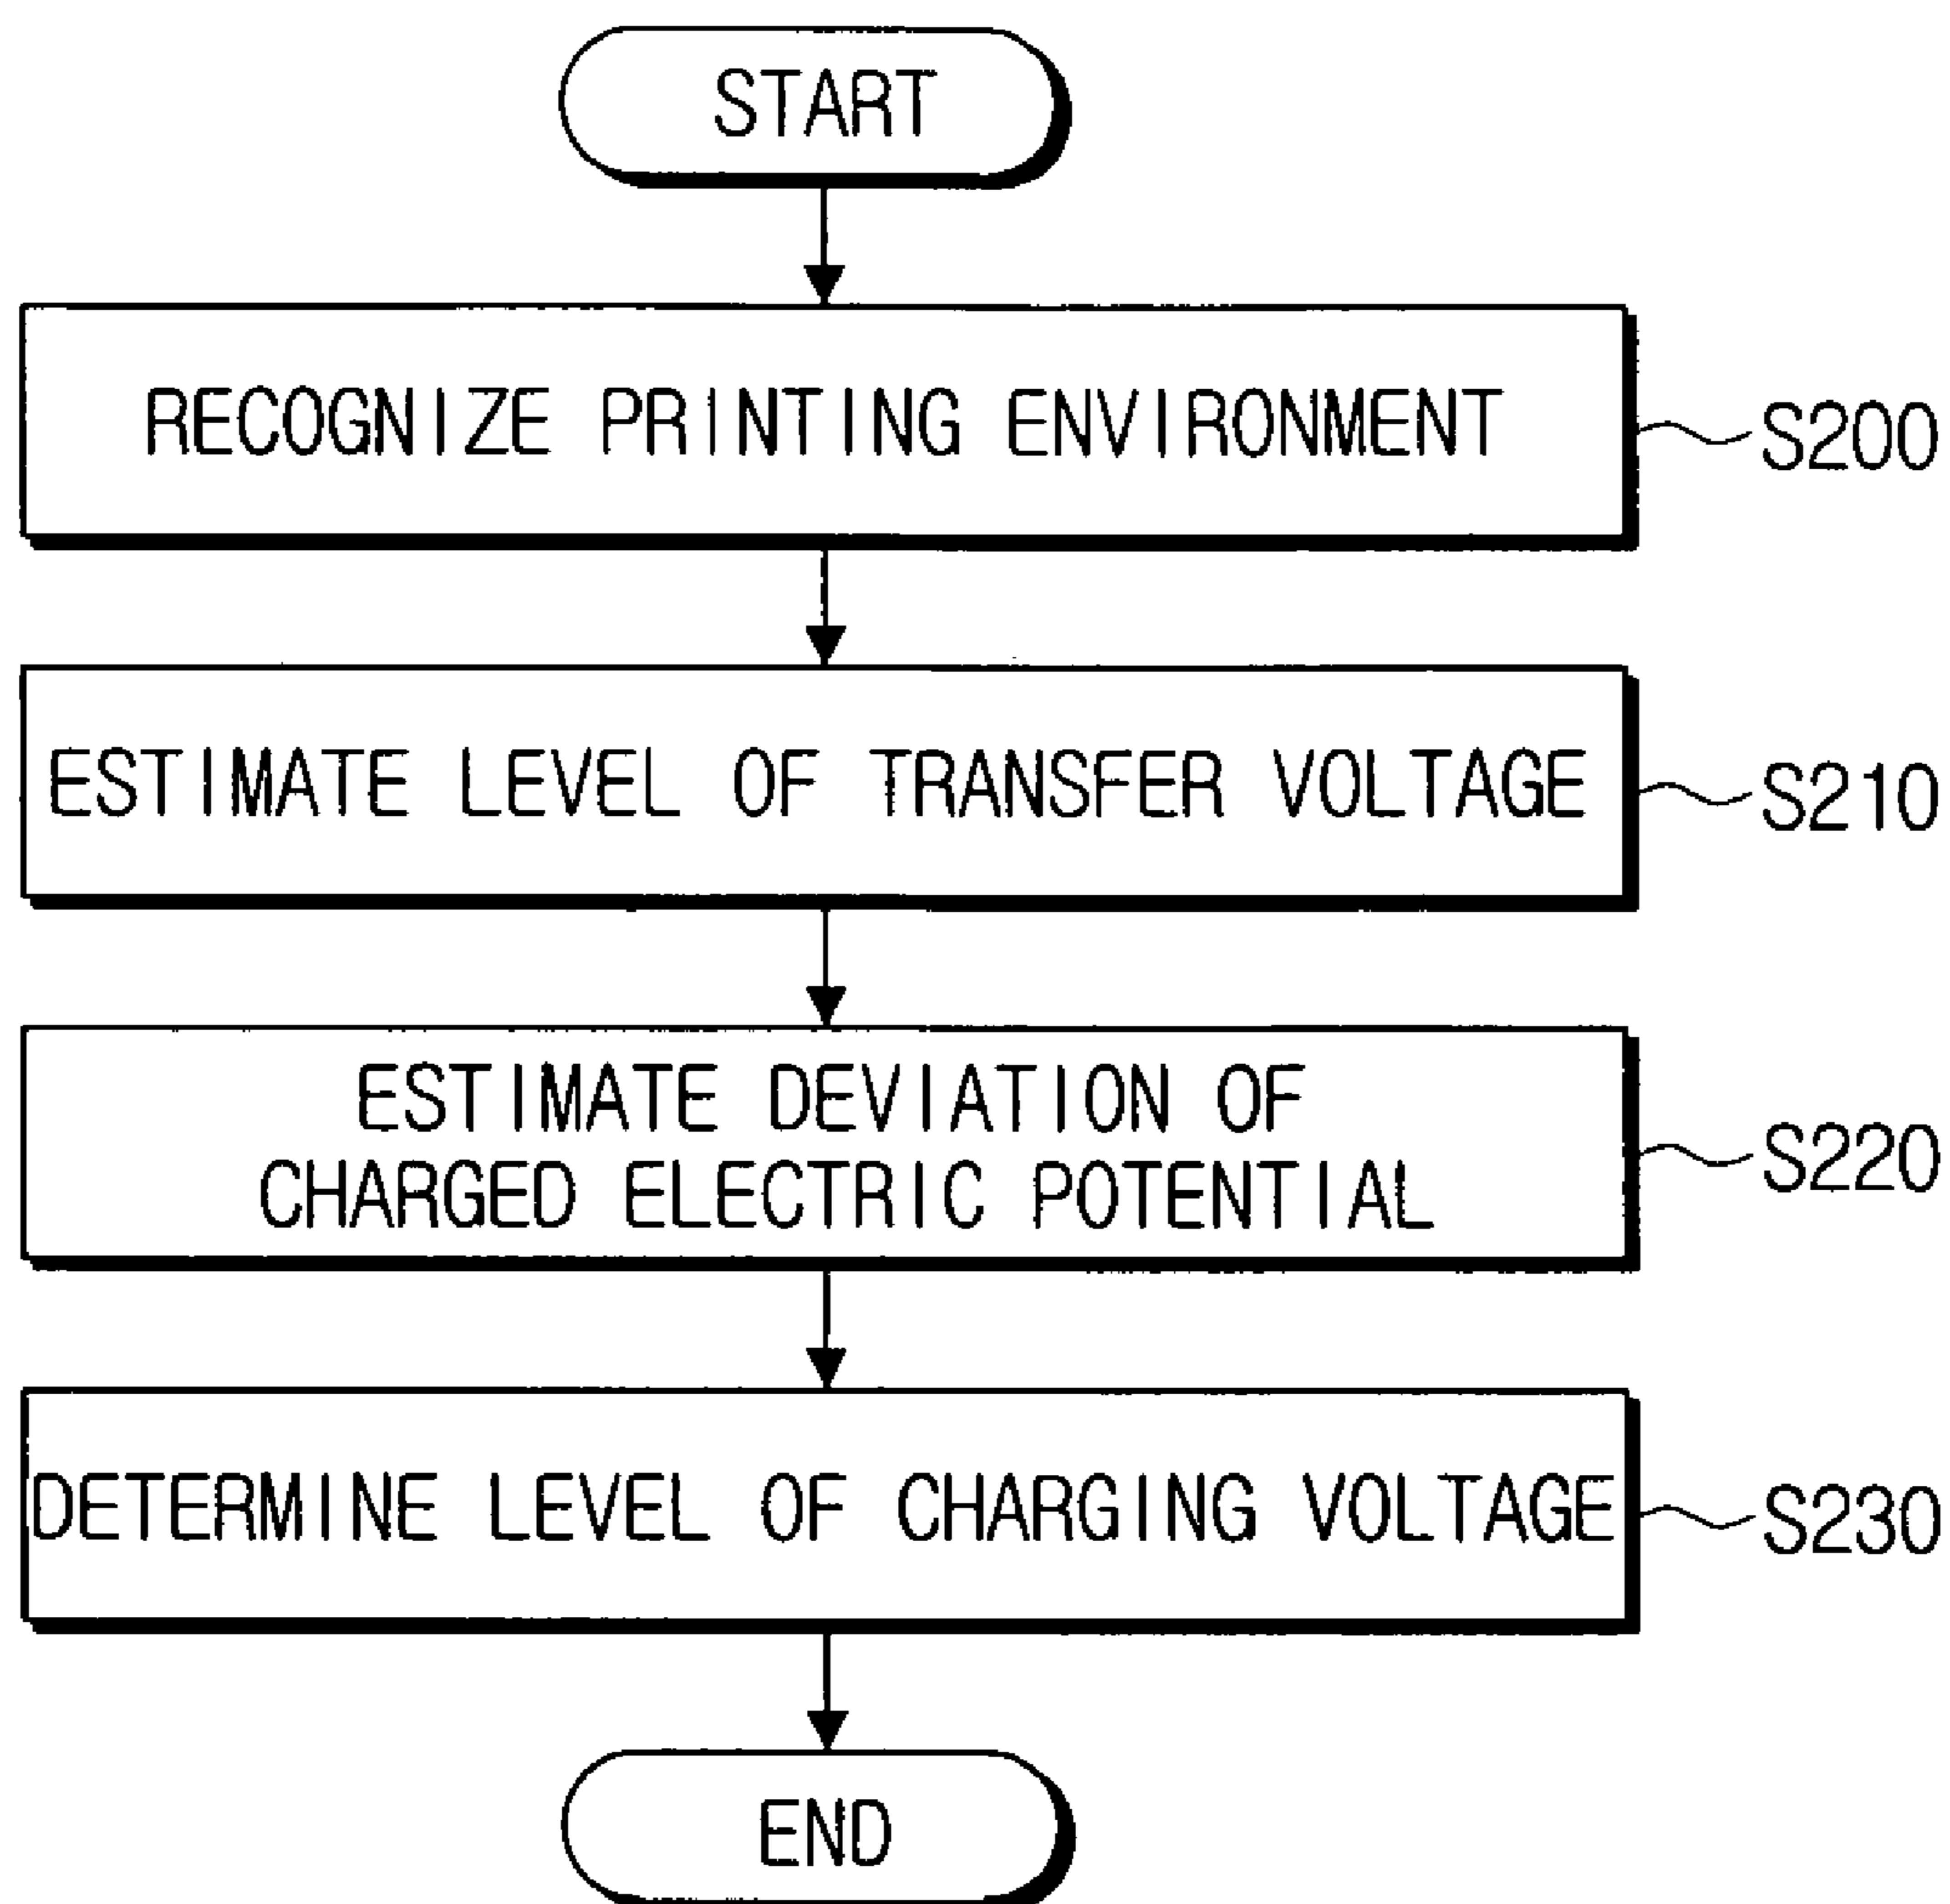 START
RECOGNIZE PRINTING ENVIRONMENT
S200
ESTIMATE LEVEL OF TRANSFER VOLTAGE
S210
ESTIMATE DEVIATION OF
CHARGED ELECTRIC POTENTIAL
S220
DETERMINE LEVEL OF CHARGING VOLTAGE
S230
END